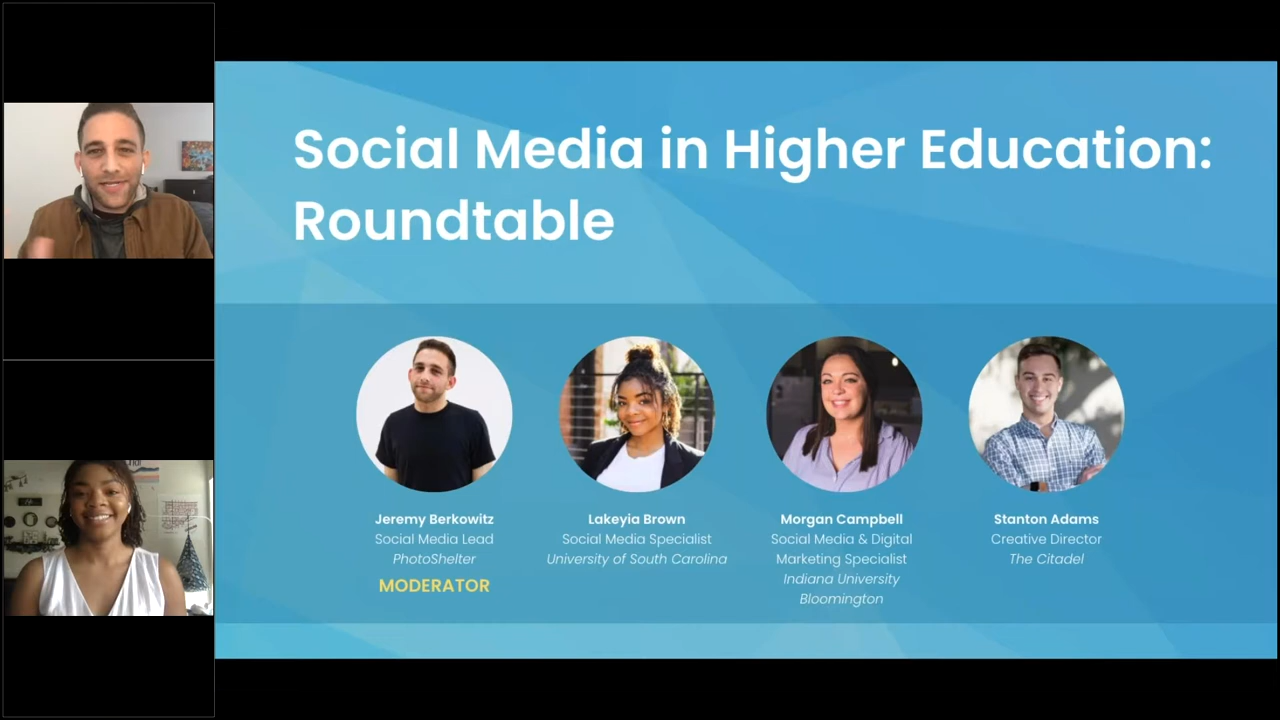 Social Media in Higher Education:
Roundtable
Jeremy Berkowitz
Social Media Lead
PhotoShelter
MODERATOR
Lakeyia Brown
Social Media Specialist
University of South Carolina
Morgan Campbell
Social Media & Digital
Marketing Specialist
Indiana University
Bloomington
Stanton Adams
Creative Director
The Citadel